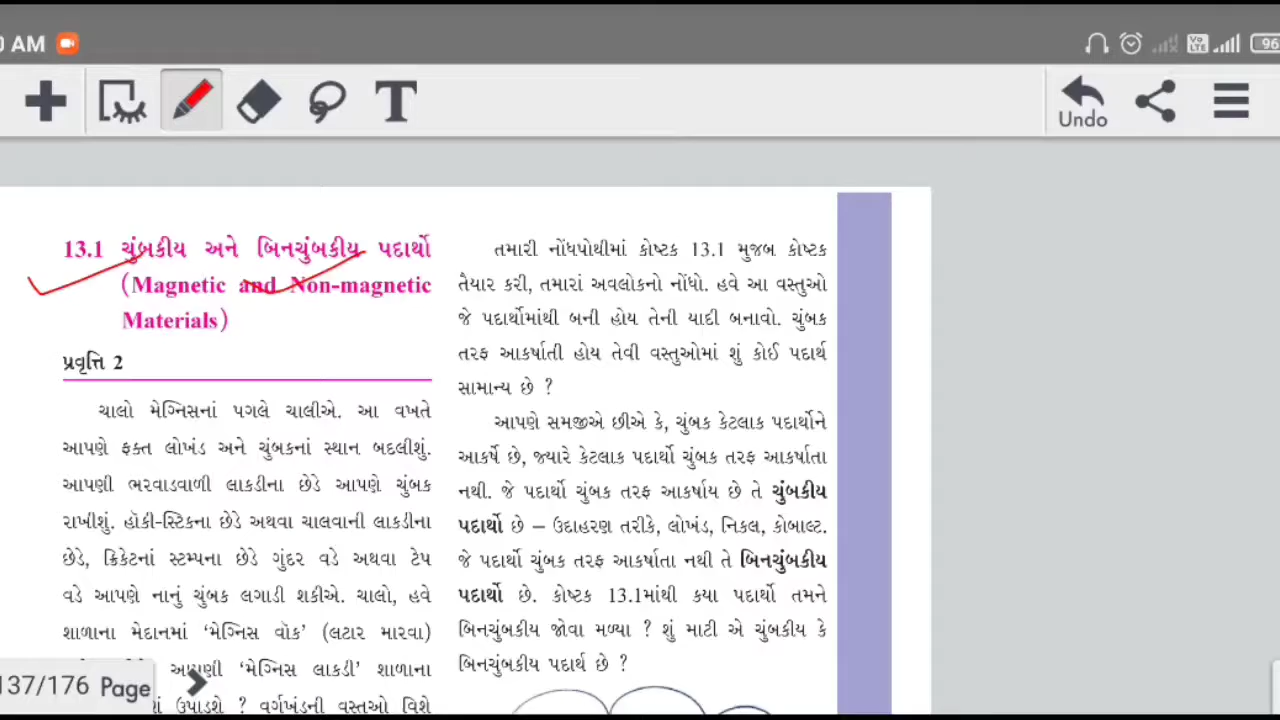 0 AM
96
Undo
13.1 ચુંબકીય અને બિનચુંબકીય પદાર્થો
(Magnetic and Non-magnetic
Materials)
પ્રવૃત્તિ 2
ચાલો મેગ્નિસનાં પગલે ચાલીએ. આ વખતે
આપણે ફક્ત લોખંડ અને ચુંબકનાં સ્થાન બદલીશું.
આપણી ભરવાડવાળી લાકડીના છેડે આપણે ચુંબક
રાખીશું. હૉકી-સ્ટિકના છેડે અથવા ચાલવાની લાકડીના
છેડે, ક્રિકેટનાં સ્ટમ્પના છેડે ગુંદર વડે અથવા ટેપ
વડે આપણે નાનું ચુંબક લગાડી શકીએ. ચાલો, હવે
શાળાના મેદાનમાં ‘મેગ્નિસ વૉક’ (લટાર મારવા)
આપણી ‘મેગ્નિસ લાકડી’ શાળાના
ઉપાડશે ? વર્ગખંડની વસ્તુઓ વિશે
તમારી નોંધપોથીમાં કોષ્ટક 13.1 મુજબ કોષ્ટક
તૈયાર કરી, તમારાં અવલોકનો નોંધો. હવે આ વસ્તુઓ
જે પદાર્થોમાંથી બની હોય તેની યાદી બનાવો. ચુંબક
તરફ આકર્ષાતી હોય તેવી વસ્તુઓમાં શું કોઈ પદાર્થ
સામાન્ય છે ?
આપણે સમજીએ છીએ કે, ચુંબક કેટલાક પદાર્થોને
આકર્ષે છે, જ્યારે કેટલાક પદાર્થો ચુંબક તરફ આકર્ષાતા
નથી. જે પદાર્થો ચુંબક તરફ આકર્ષાય છે તે ચુંબકીય
પદાર્થો છે – ઉદાહરણ તરીકે, લોખંડ, નિકલ, કોબાલ્ટ.
જે પદાર્થો ચુંબક તરફ આકર્ષાતા નથી તે બિનચુંબકીય
પદાર્થો છે. કોષ્ટક 13.1માંથી કયા પદાર્થો તમને
બિનચુંબકીય જોવા મળ્યા ? શું માટી એ ચુંબકીય કે
બિનચુંબકીય પદાર્થ છે ?
137/176 Page